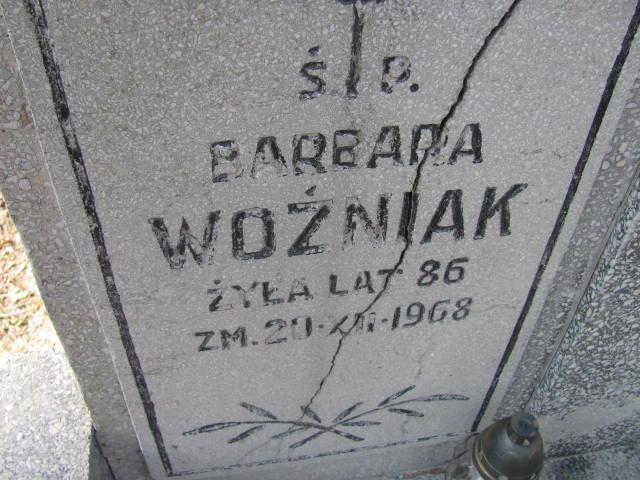 Ś. P.
BARBARA
WOŹNIAK
ŻYŁA LAT 86
ZM. 20-XII-1968